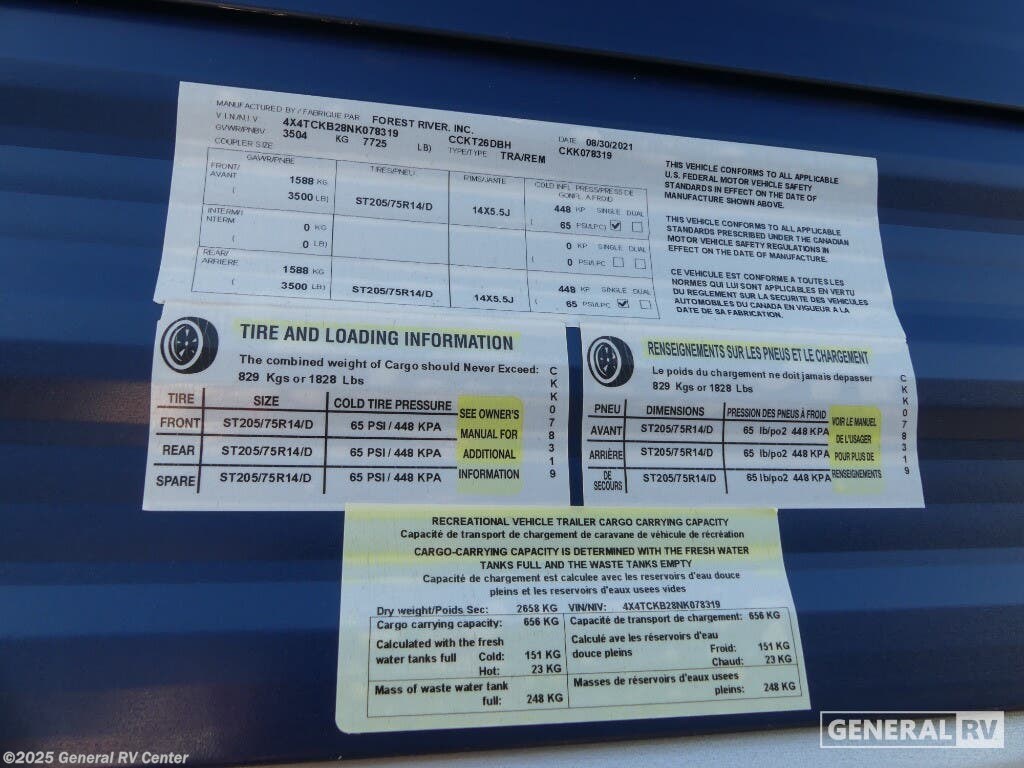 MANUFACTURED BY / FABRIQUE PAR FOREST RIVER, INC. DATE 08/30/2021
V.I.N./N.I.V 4X4TCKB28NK078319 CCKT26DBH CKK078319
GVWR/PNBV 3504 KG 7725 LB) TYPE/TYPE TRA/REM
COUPLER SIZE
GAWR/PNBE TIRES/PNEU RIMS/JANTE COLD INFL. PRESS/PRESS DE GONFL. A FROID
FRONT/ AVANT 1588 KG ST205/75R14/D 14X5.5J 448 KP SINGLE DUAL
( 3500 LB) ( 65 PSI/LPC)
INTERM/I NTERM 0 KG 0 KP SINGLE DUAL
( 0 LB) ( 0 PSI/LPC
REAR/ ARRIERE 1588 KG ST205/75R14/D 14X5.5J 448 KP SINGLE DUAL
( 3500 LB) ( 65 PSI/LPC
THIS VEHICLE CONFORMS TO ALL APPLICABLE
U.S. FEDERAL MOTOR VEHICLE SAFETY
STANDARDS IN EFFECT ON THE DATE OF
MANUFACTURE SHOWN ABOVE.
THIS VEHICLE CONFORMS TO ALL APPLICABLE
STANDARDS PRESCRIBED UNDER THE CANADIAN
MOTOR VEHICLE SAFETY REGULATIONS IN
EFFECT ON THE DATE OF MANUFACTURE.
CE VEHICULE EST CONFORME A TOUTES LES
NORMES QUI LUI SONT APPLICABLES EN VERTU
DU REGLEMENT SUR LA SECURITE DES VEHICULES
AUTOMOBILES DU CANADA EN VIGUEUR A LA
DATE DE SA FABRICATION.
TIRE AND LOADING INFORMATION
The combined weight of Cargo should Never Exceed:
829 Kgs or 1828 Lbs
TIRE SIZE COLD TIRE PRESSURE
FRONT ST205/75R14/D 65 PSI / 448 KPA
REAR ST205/75R14/D 65 PSI / 448 KPA
SPARE ST205/75R14/D 65 PSI / 448 KPA
SEE OWNER'S
MANUAL FOR
ADDITIONAL
INFORMATION
CKK078319
RENSEIGNEMENTS SUR LES PNEUS ET LE CHARGEMENT
Le poids du chargement ne doit jamais depasser
829 Kgs or 1828 Lbs
PNEU DIMENSIONS PRESSION DES PNEUS À FROID
AVANT ST205/75R14/D 65 lb/po2 448 KPA
ARRIÈRE ST205/75R14/D 65 lb/po2 448 KPA
DE SECOURS ST205/75R14/D 65 lb/po2 448 KPA
VOIR LE MANUEL
DE L'USAGER
POUR PLUS DE
RENSEIGNEMENTS
CKK078319
RECREATIONAL VEHICLE TRAILER CARGO CARRYING CAPACITY
Capacité de transport de chargement de caravane de véhicule de récréation
CARGO-CARRYING CAPACITY IS DETERMINED WITH THE FRESH WATER
TANKS FULL AND THE WASTE TANKS EMPTY
Capacité de chargement est calculee avec les reservoirs d'eau douce
pleins et les reservoirs d'eaux usees vides
Dry weight/Poids Sec: 2658 KG VIN/NIV: 4X4TCKB28NK078319
Cargo carrying capacity: 656 KG
Calculated with the fresh
water tanks full Cold: 151 KG
Hot: 23 KG
Mass of waste water tank
full: 248 KG
Capacité de transport de chargement: 656 KG
Calculé ave les réservoirs d'eau
douce pleins Froid: 151 KG
Chaud: 23 KG
Masses de réservoirs d'eaux usees
pleins: 248 KG
GENERAL RV
©2025 General RV Center